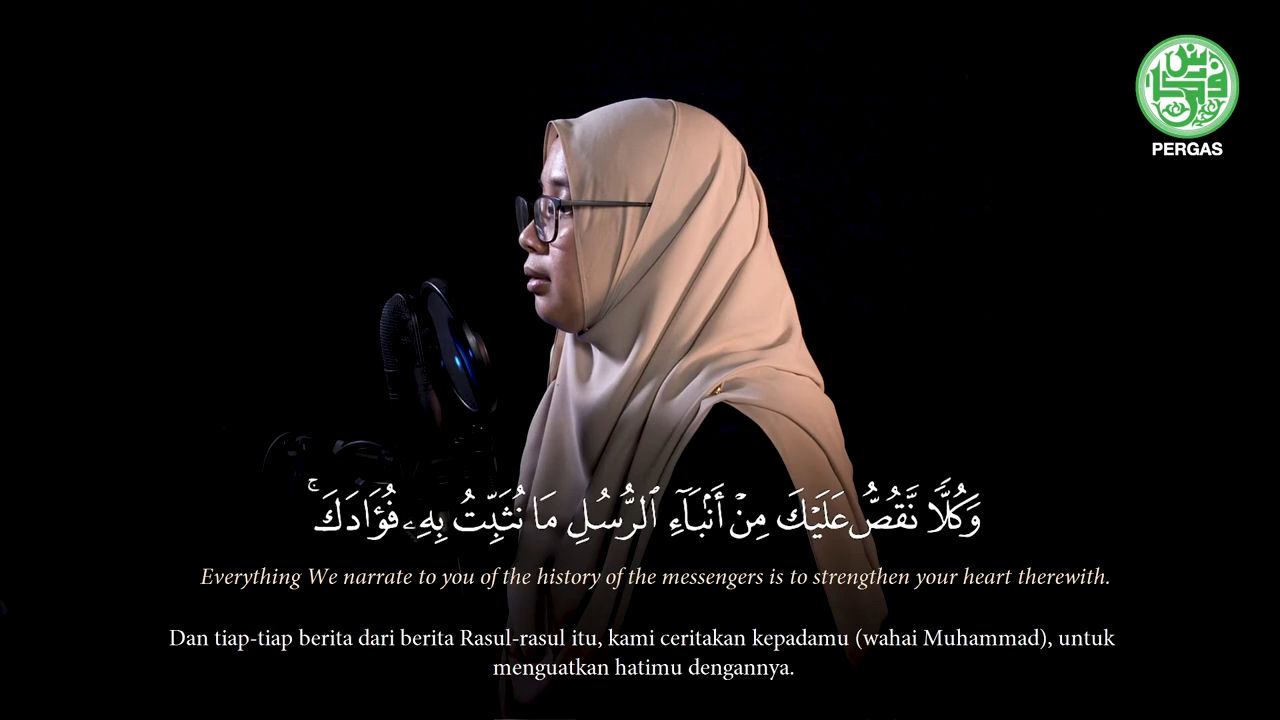 PERGAS
وَكُلًّا نَّقُصُّ عَلَيْكَ مِنْ أَنۢبَآءِ ٱلرُّسُلِ مَا نُثَبِّتُ بِهِۦ فُؤَادَكَ ۚ
Everything We narrate to you of the history of the messengers is to strengthen your heart therewith.
Dan tiap-tiap berita dari berita Rasul-rasul itu, kami ceritakan kepadamu (wahai Muhammad), untuk
menguatkan hatimu dengannya.